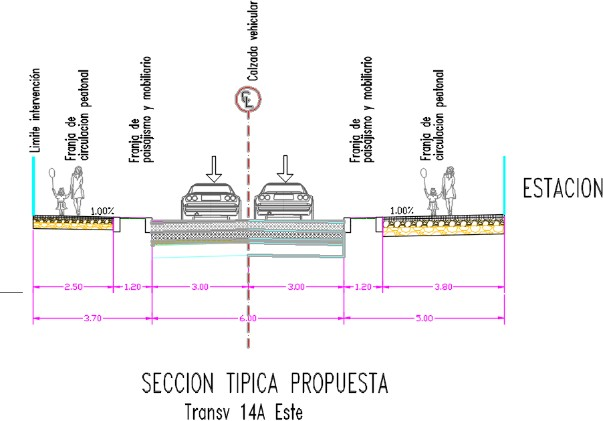 Límite intervención
Franja de
circulacion peatonal
Franja de
paisajismo y mobiliario
Calzada vehicular
Franja de
paisajismo y mobiliario
Franja de
circulacion peatonal
CL
ESTACION
1.00%
1.00%
2.50
1.20
3.00
3.00
1.20
3.80
3.70
6.00
5.00
SECCION TIPICA PROPUESTA
Transv 14A Este